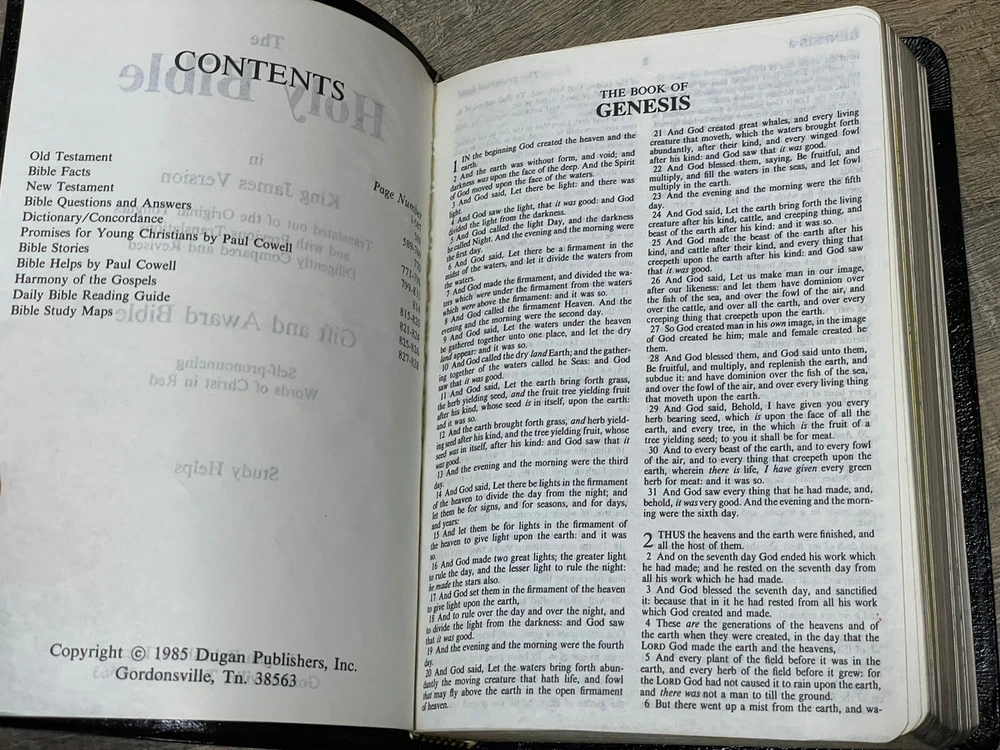 CONTENTS
Page Number
Old Testament
Bible Facts
New Testament
Bible Questions and Answers
Dictionary/Concordance
Promises for Young Christians by Paul Cowell
Bible Stories
Bible Helps by Paul Cowell
Harmony of the Gospels
Daily Bible Reading Guide
Bible Study Maps
815-820
821-824
825-826
827-828
Copyright © 1985 Dugan Publishers, Inc.
Gordonsville, Tn. 38563
THE BOOK OF
GENESIS
1 IN the beginning God created the heaven and the
earth.
2 And the earth was without form, and void; and
darkness was upon the face of the deep. And the Spirit
of God moved upon the face of the waters.
3 And God said, Let there be light: and there was
light.
4 And God saw the light, that it was good: and God
divided the light from the darkness.
5 And God called the light Day, and the darkness
he called Night. And the evening and the morning were
the first day.
6 And God said, Let there be a firmament in the
midst of the waters, and let it divide the waters from
the waters.
7 And God made the firmament, and divided the wa-
ters which were under the firmament from the waters
which were above the firmament: and it was so.
8 And God called the firmament Heaven. And the
evening and the morning were the second day.
9 And God said, Let the waters under the heaven
be gathered together unto one place, and let the dry
land appear: and it was so.
10 And God called the dry land Earth; and the gather-
ing together of the waters called he Seas: and God
saw that it was good.
11 And God said, Let the earth bring forth grass,
the herb yielding seed, and the fruit tree yielding fruit
after his kind, whose seed is in itself, upon the earth:
and it was so.
12 And the earth brought forth grass, and herb yield-
ing seed after his kind, and the tree yielding fruit, whose
seed was in itself, after his kind: and God saw that it
was good.
13 And the evening and the morning were the third
day.
14 And God said, Let there be lights in the firmament
of the heaven to divide the day from the night; and
let them be for signs, and for seasons, and for days,
and years:
15 And let them be for lights in the firmament of
the heaven to give light upon the earth: and it was
so.
16 And God made two great lights; the greater light
to rule the day, and the lesser light to rule the night:
he made the stars also.
17 And God set them in the firmament of the heaven
to give light upon the earth,
18 And to rule over the day and over the night, and
to divide the light from the darkness: and God saw
that it was good.
19 And the evening and the morning were the fourth
day.
20 And God said, Let the waters bring forth abun-
dantly the moving creature that hath life, and fowl
that may fly above the earth in the open firmament
of heaven.
21 And God created great whales, and every living
creature that moveth, which the waters brought forth
abundantly, after their kind, and every winged fowl
after his kind: and God saw that it was good.
22 And God blessed them, saying, Be fruitful, and
multiply, and fill the waters in the seas, and let fowl
multiply in the earth.
23 And the evening and the morning were the fifth
day.
24 And God said, Let the earth bring forth the living
creature after his kind, cattle, and creeping thing, and
beast of the earth after his kind: and it was so.
25 And God made the beast of the earth after his
kind, and cattle after their kind, and every thing that
creepeth upon the earth after his kind: and God saw
that it was good.
26 And God said, Let us make man in our image,
after our likeness: and let them have dominion over
the fish of the sea, and over the fowl of the air, and
over the cattle, and over all the earth, and over every
creeping thing that creepeth upon the earth.
27 So God created man in his own image, in the image
of God created he him; male and female created he
them.
28 And God blessed them, and God said unto them,
Be fruitful, and multiply, and replenish the earth, and
subdue it: and have dominion over the fish of the sea,
and over the fowl of the air, and over every living thing
that moveth upon the earth.
29 And God said, Behold, I have given you every
herb bearing seed, which is upon the face of all the
earth, and every tree, in the which is the fruit of a
tree yielding seed; to you it shall be for meat.
30 And to every beast of the earth, and to every fowl
of the air, and to every thing that creepeth upon the
earth, wherein there is life, I have given every green
herb for meat: and it was so.
31 And God saw every thing that he had made, and,
behold, it was very good. And the evening and the morn-
ing were the sixth day.
2 THUS the heavens and the earth were finished, and
all the host of them.
2 And on the seventh day God ended his work which
he had made; and he rested on the seventh day from
all his work which he had made.
3 And God blessed the seventh day, and sanctified
it: because that in it he had rested from all his work
which God created and made.
4 These are the generations of the heavens and of
the earth when they were created, in the day that the
LORD God made the earth and the heavens,
5 And every plant of the field before it was in the
earth, and every herb of the field before it grew: for
the LORD God had not caused it to rain upon the earth,
and there was not a man to till the ground.
6 But there went up a mist from the earth, and wa-